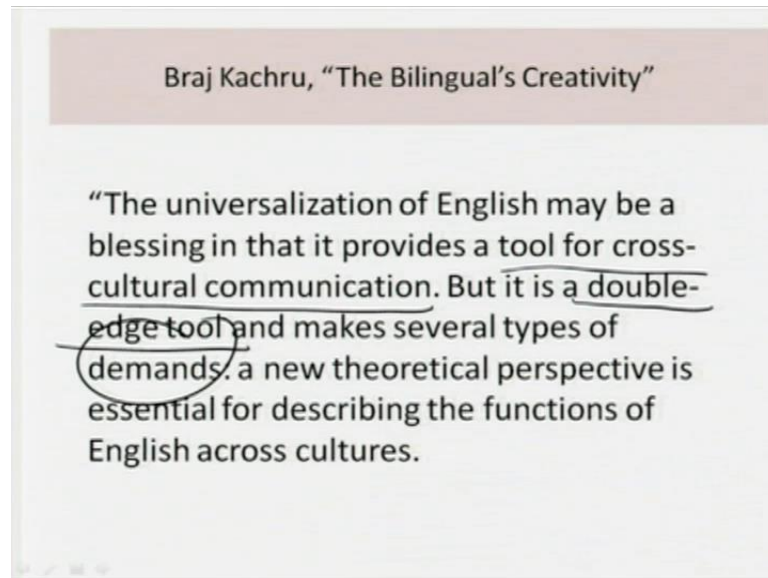 Braj Kachru, “The Bilingual’s Creativity”
“The universalization of English may be a
blessing in that it provides a tool for cross-
cultural communication. But it is a double-
edge tool and makes several types of
demands. a new theoretical perspective is
essential for describing the functions of
English across cultures.